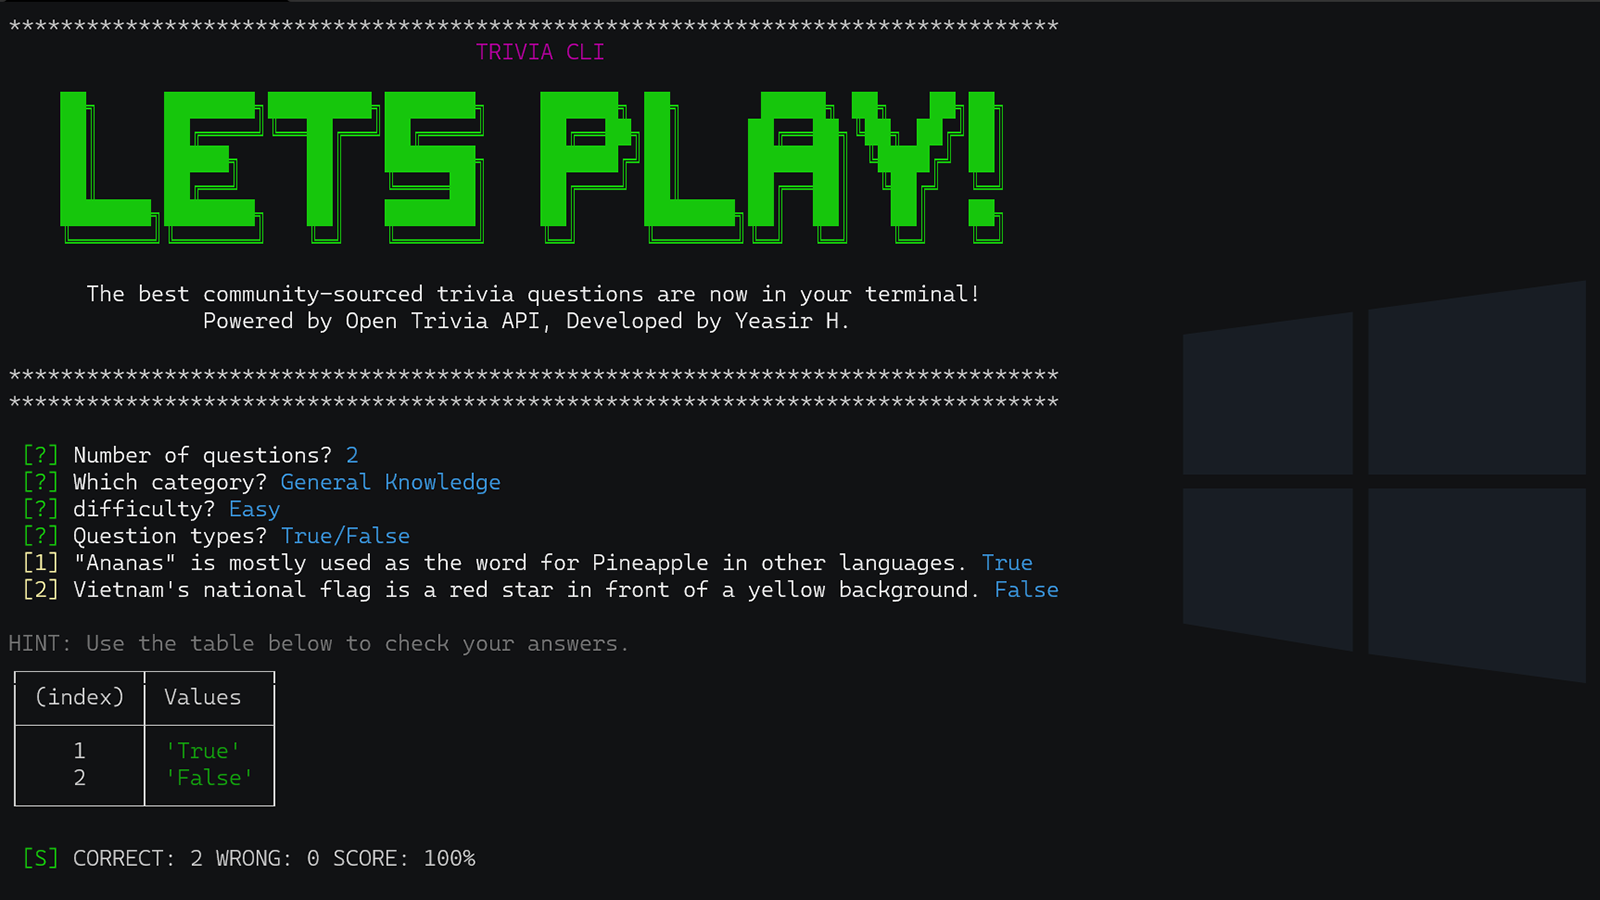 *********************************************************************************
TRIVIA CLI
LETS PLAY!
The best community-sourced trivia questions are now in your terminal!
Powered by Open Trivia API, Developed by Yeasir H.
*********************************************************************************
*********************************************************************************
[?] Number of questions? 2
[?] Which category? General Knowledge
[?] difficulty? Easy
[?] Question types? True/False
[1] "Ananas" is mostly used as the word for Pineapple in other languages. True
[2] Vietnam's national flag is a red star in front of a yellow background. False
HINT: Use the table below to check your answers.
(index) Values
1 'True'
2 'False'
[S] CORRECT: 2 WRONG: 0 SCORE: 100%